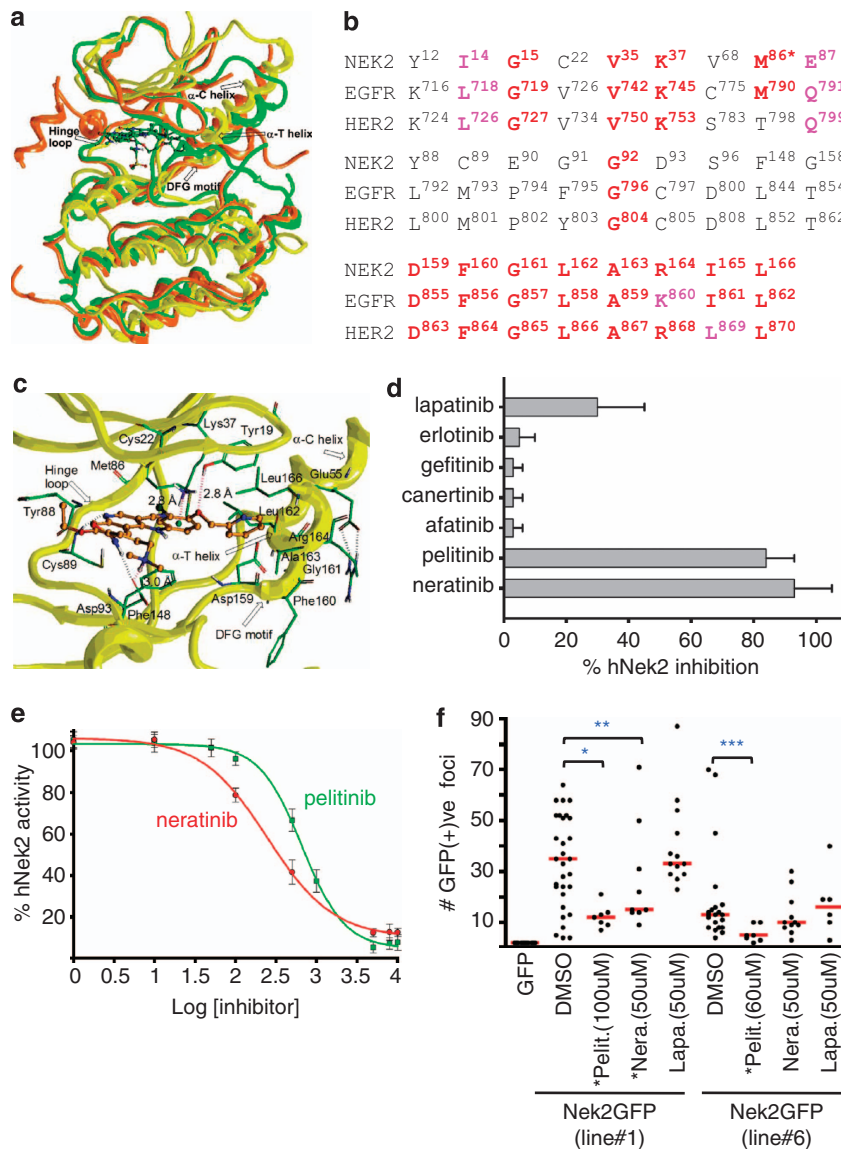 a
α-C helix
Hinge
loop
α-T helix
DFG motif
b
NEK2 Y12 I14 G15 C22 V35 K37 V68 M86* E87
EGFR K716 L718 G719 V726 V742 K745 C775 M790 Q791
HER2 K724 L726 G727 V734 V750 K753 S783 T798 Q799
NEK2 Y88 C89 E90 G91 G92 D93 S96 F148 G158
EGFR L792 M793 P794 F795 G796 C797 D800 L844 T854
HER2 L800 M801 P802 Y803 G804 C805 D808 L852 T862
NEK2 D159 F160 G161 L162 A163 R164 I165 L166
EGFR D855 F856 G857 L858 A859 K860 I861 L862
HER2 D863 F864 G865 L866 A867 R868 L869 L870
c
Lys37
Cys22
Tyr19
α-C helix
Met86
Glu55
Hinge
loop
Leu166
2.8 Å
2.8 Å
Tyr88
Leu162
α-T helix
Arg164
Cys89
Ala163
3.0 Å
Gly161
Asp93
Asp159
Phe160
Phe148
DFG motif
d
lapatinib
erlotinib
gefitinib
canertinib
afatinib
pelitinib
neratinib
0 20 40 60 80 100
% hNek2 inhibition
e
% hNek2 activity
100
80
60
40
20
neratinib
pelitinib
0 1 2 3 4
Log [inhibitor]
f
# GFP(+)ve foci
90
70
50
30
10
**
*
***
GFP
DMSO
*Pelit.(100uM)
*Nera.(50uM)
Lapa.(50uM)
DMSO
*Pelit.(60uM)
Nera.(50uM)
Lapa.(50uM)
Nek2GFP
(line#1)
Nek2GFP
(line#6)